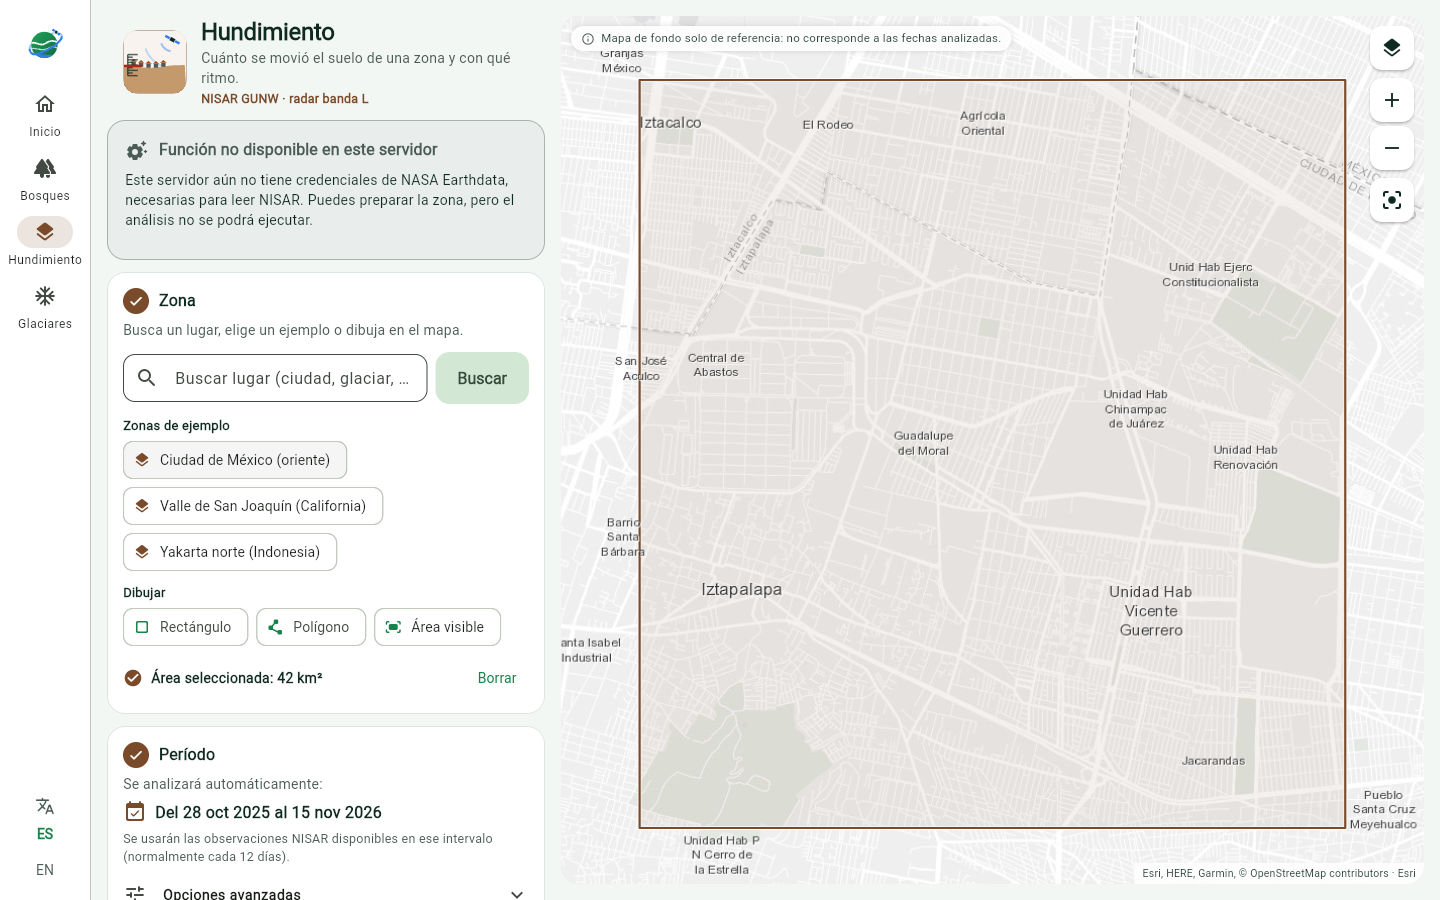 Inicio
Bosques
Hundimiento
Glaciares
ES
EN
Hundimiento
Cuánto se movió el suelo de una zona y con qué
ritmo.
NISAR GUNW · radar banda L
Función no disponible en este servidor
Este servidor aún no tiene credenciales de NASA Earthdata,
necesarias para leer NISAR. Puedes preparar la zona, pero el
análisis no se podrá ejecutar.
Zona
Busca un lugar, elige un ejemplo o dibuja en el mapa.
Buscar lugar (ciudad, glaciar, ...
Buscar
Zonas de ejemplo
Ciudad de México (oriente)
Valle de San Joaquín (California)
Yakarta norte (Indonesia)
Dibujar
Rectángulo
Polígono
Área visible
Área seleccionada: 42 km²
Borrar
Período
Se analizará automáticamente:
Del 28 oct 2025 al 15 nov 2026
Se usarán las observaciones NISAR disponibles en ese intervalo
(normalmente cada 12 días).
Opciones avanzadas
Mapa de fondo solo de referencia: no corresponde a las fechas analizadas.
Granjas
México
Iztacalco
El Rodeo
Agrícola
Oriental
MÉXIC
CIUDAD DE
Iztacalco
Iztapalapa
Unid Hab Ejerc
Constitucionalista
San José
Aculco
Central de
Abastos
Unidad Hab
Chinampac
de Juárez
Guadalupe
del Moral
Unidad Hab
Renovación
Barrio
Santa
Bárbara
Iztapalapa
Unidad Hab
Vicente
Guerrero
anta Isabel
Industrial
Jacarandas
Pueblo
Santa Cruz
Meyehualco
Unidad Hab P
N Cerro de
la Estrella
Esri, HERE, Garmin, © OpenStreetMap contributors · Esri